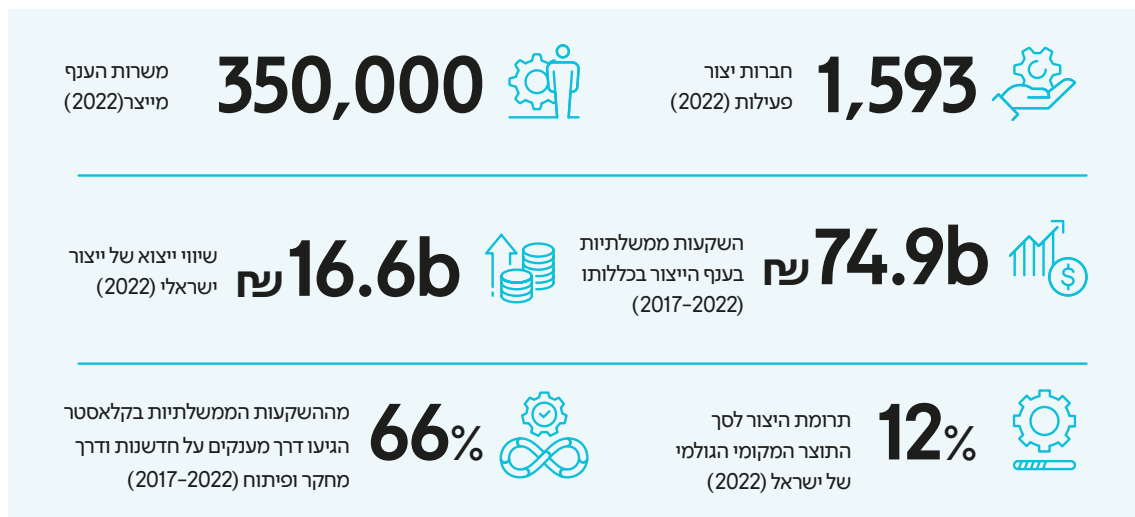 1,593
חברות יצור
פעילות (2022)
350,000
משרות הענף
מייצר(2022)
74.9b ₪
השקעות ממשלתיות
בענף הייצור בכללותו
(2017-2022)
16.6b ₪
שיווי ייצוא של ייצור
ישראלי (2022)
12%
תרומת היצור לסך
התוצר המקומי הגולמי
של ישראל (2022)
66%
מההשקעות הממשלתיות בקלאסטר
הגיעו דרך מענקים על חדשנות ודרך
מחקר ופיתוח (2017-2022)